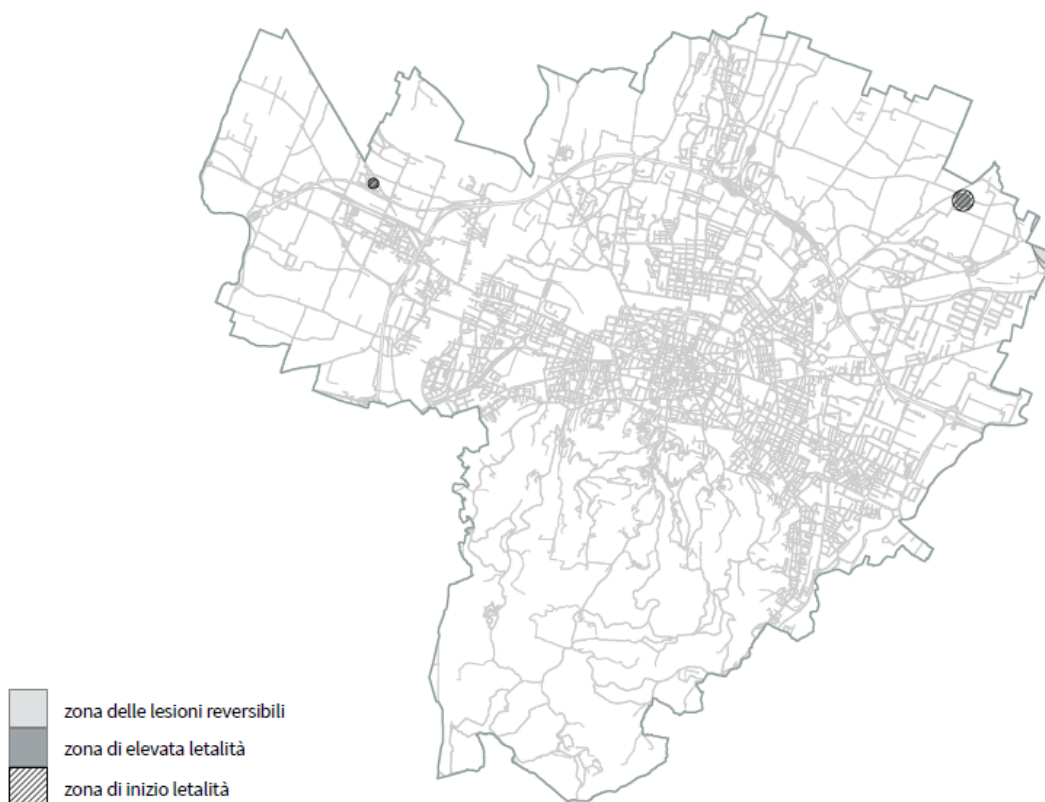 zona delle lesioni reversibili
zona di elevata letalità
zona di inizio letalità